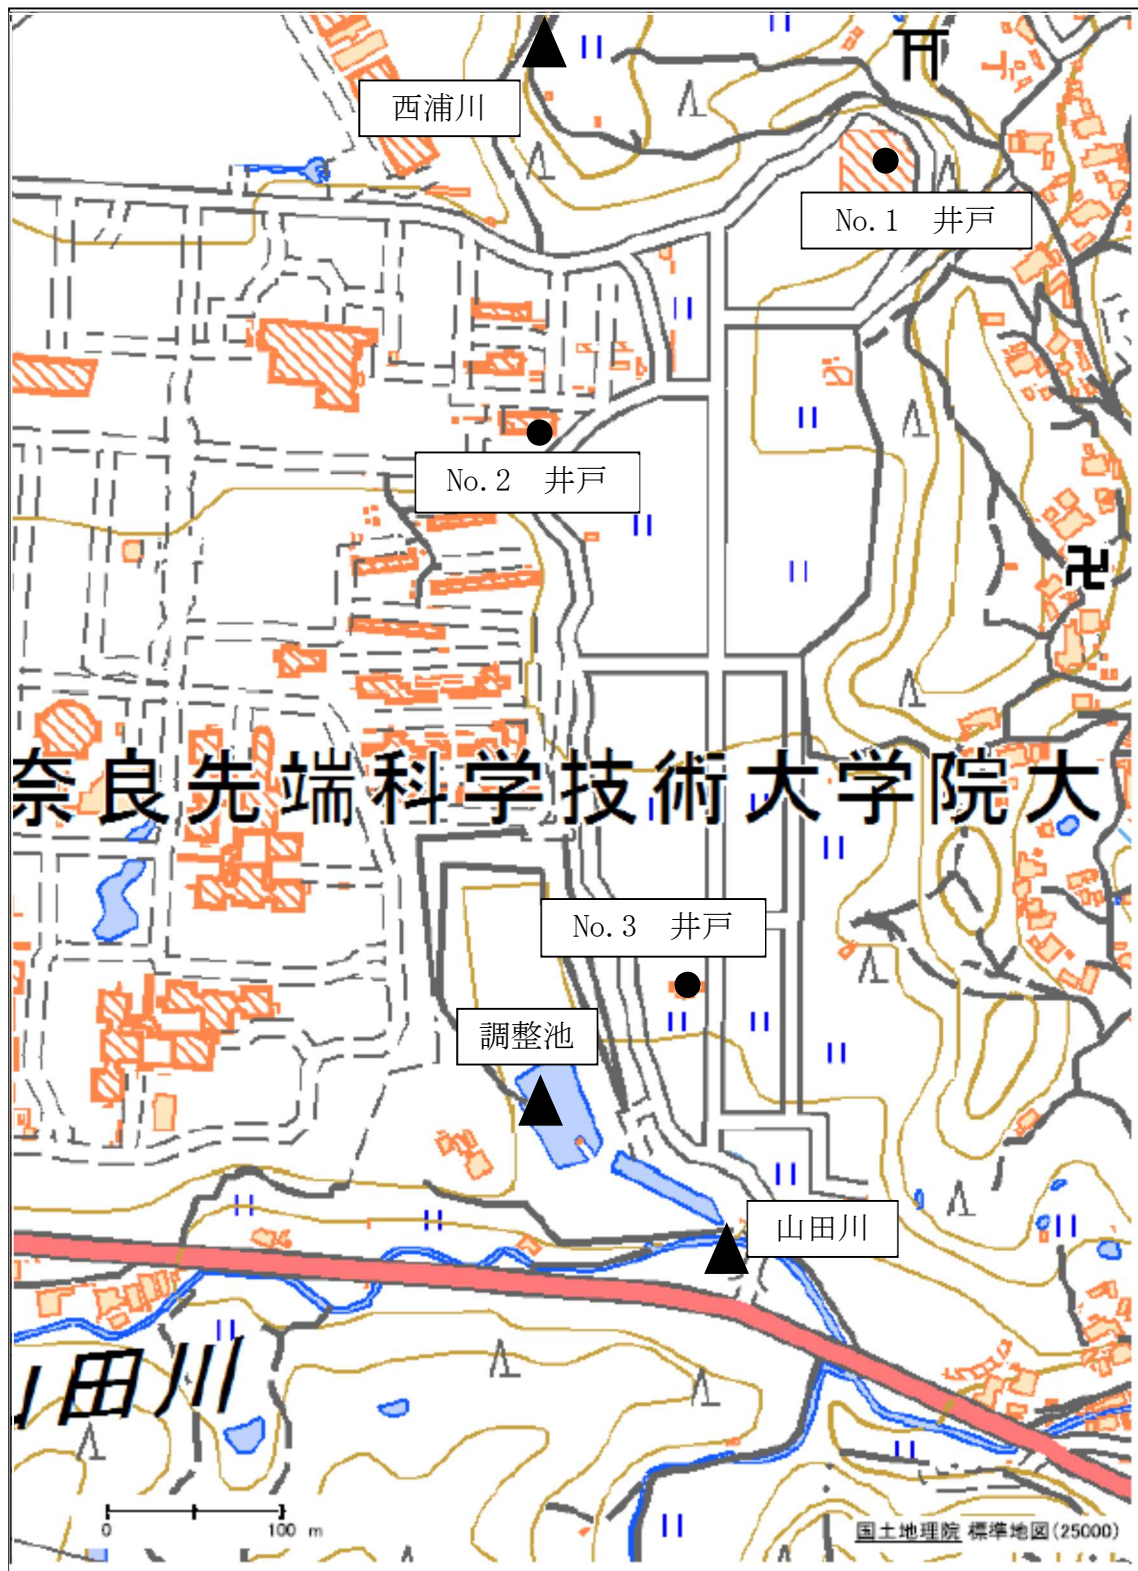 西浦川
No.1 井戸
No.2 井戸
奈良先端科学技術大学院大
No.3 井戸
調整池
山田川
山田川
0 100 m
国土地理院 標準地図(25000)